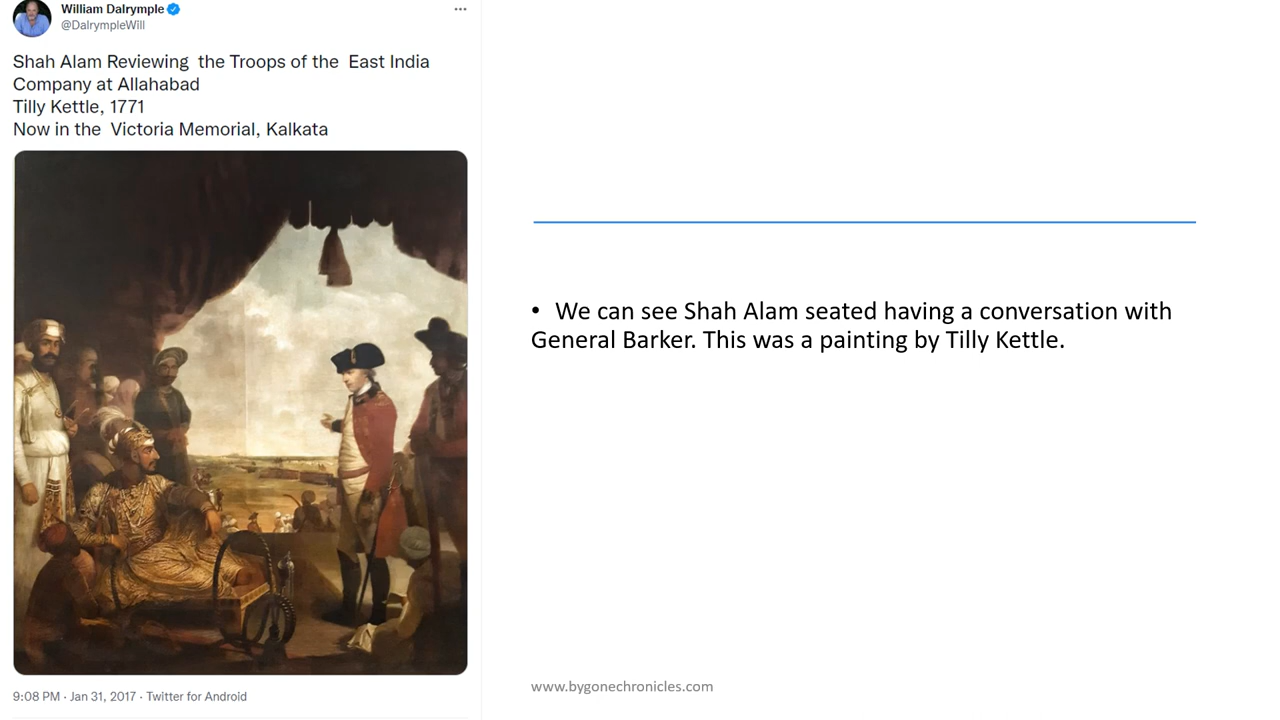 William Dalrymple
@DalrympleWill
Shah Alam Reviewing  the Troops of the  East India
Company at Allahabad
Tilly Kettle, 1771
Now in the  Victoria Memorial, Kalkata
9:08 PM · Jan 31, 2017 · Twitter for Android
• We can see Shah Alam seated having a conversation with
General Barker. This was a painting by Tilly Kettle.
www.bygonechronicles.com